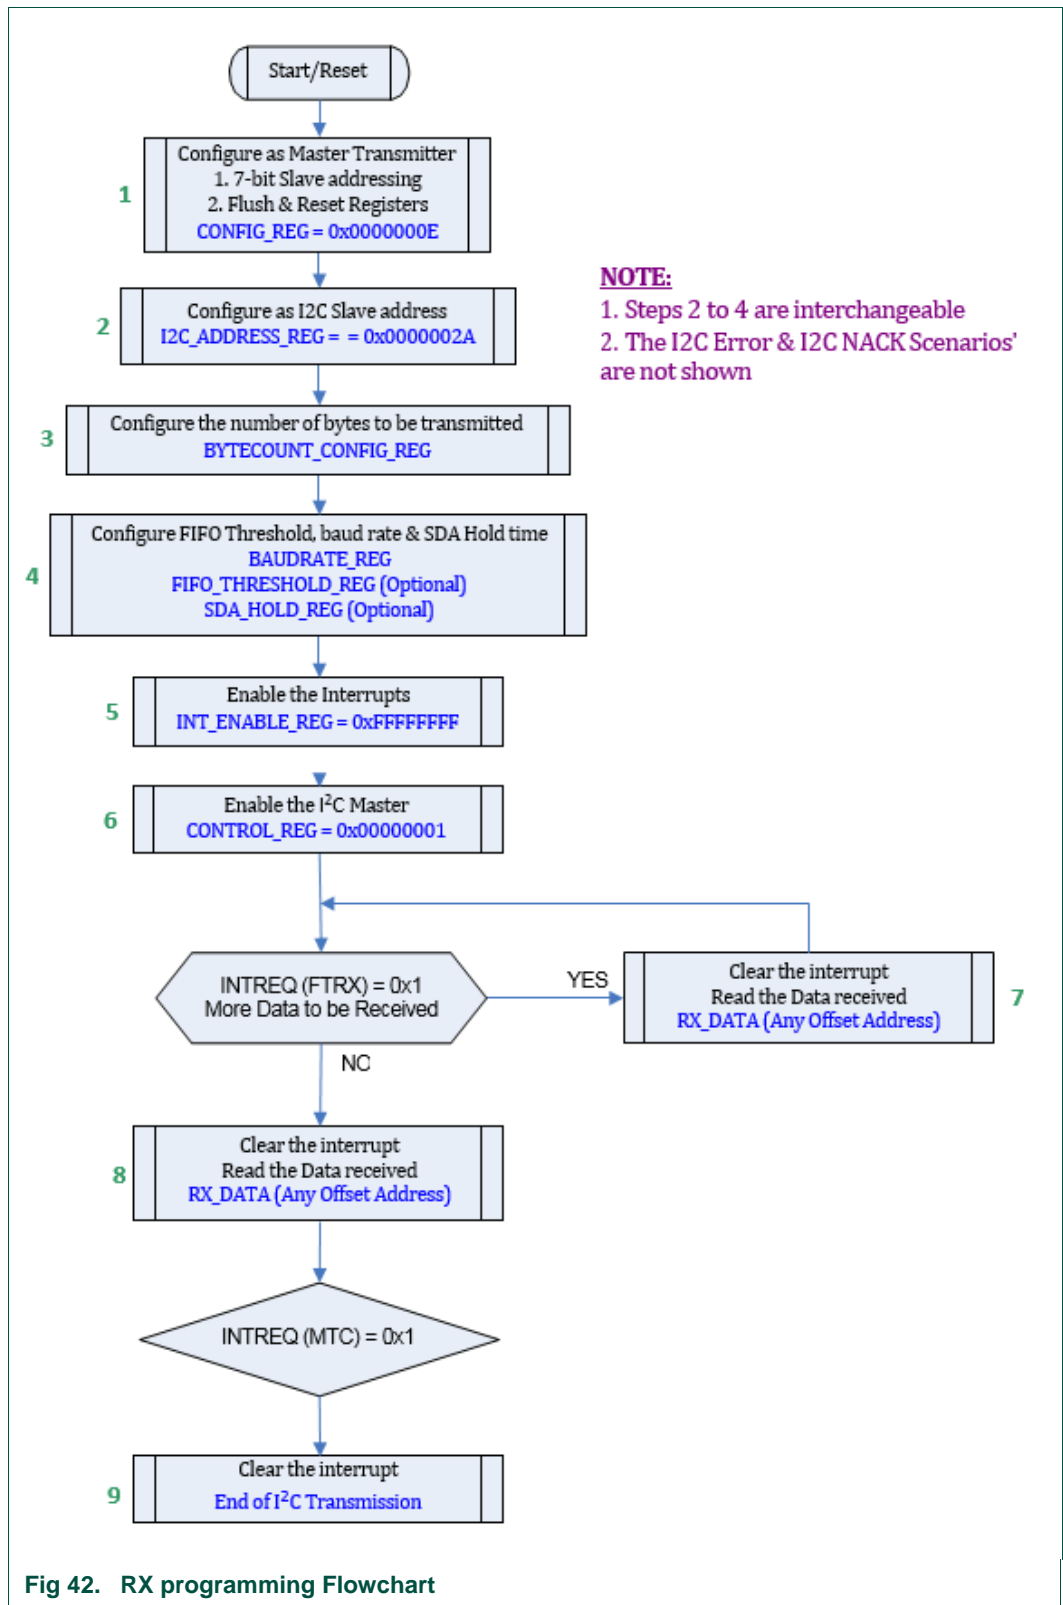 Start/Reset
1
Configure as Master Transmitter
1. 7-bit Slave addressing
2. Flush & Reset Registers
CONFIG_REG = 0x0000000E
NOTE:
1. Steps 2 to 4 are interchangeable
2. The I2C Error & I2C NACK Scenarios'
are not shown
2
Configure as I2C Slave address
I2C_ADDRESS_REG = = 0x0000002A
3
Configure the number of bytes to be transmitted
BYTECOUNT_CONFIG_REG
4
Configure FIFO Threshold, baud rate & SDA Hold time
BAUDRATE_REG
FIFO_THRESHOLD_REG (Optional)
SDA_HOLD_REG (Optional)
5
Enable the Interrupts
INT_ENABLE_REG = 0xFFFFFFFF
6
Enable the I²C Master
CONTROL_REG = 0x00000001
INTREQ (FTRX) = 0x1
More Data to be Received
YES
Clear the interrupt
Read the Data received
RX_DATA (Any Offset Address)
7
NO
8
Clear the interrupt
Read the Data received
RX_DATA (Any Offset Address)
INTREQ (MTC) = 0x1
9
Clear the interrupt
End of I²C Transmission
Fig 42. RX programming Flowchart